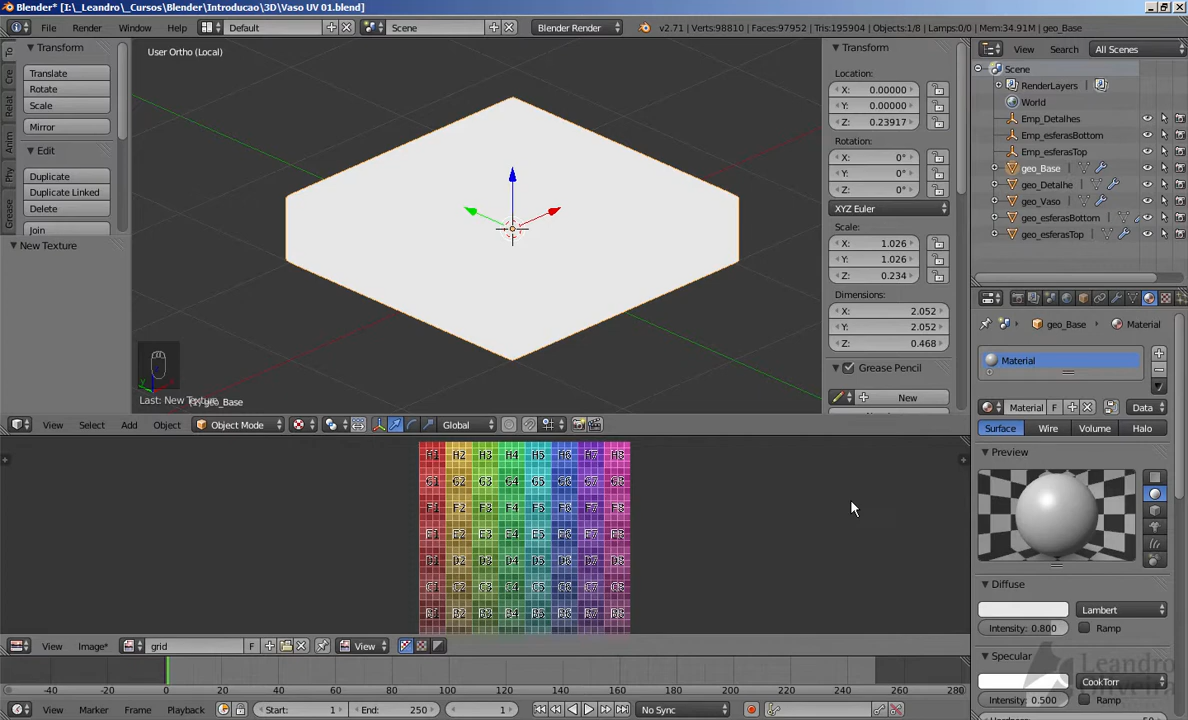 Blender* [I:\_Leandro_\Cursos\Blender\Introducao\3D\Vaso UV 01.blend]
File Render Window Help Default Scene Blender Render v2.71 | Verts:98810 | Faces:97952 | Tris:195904 | Objects:1/8 | Lamps:0/0 | Mem:34.91M | geo_Base
To
Cre
Relat
Anim
Phy
Grease
Transform
Translate
Rotate
Scale
Mirror
Edit
Duplicate
Duplicate Linked
Delete
Join
New Texture
User Ortho (Local)
Last: New Texture
(1) geo_Base
Transform
Location:
X: 0.00000
Y: 0.00000
Z: 0.23917
Rotation:
X: 0°
Y: 0°
Z: 0°
XYZ Euler
Scale:
X: 1.026
Y: 1.026
Z: 0.234
Dimensions:
X: 2.052
Y: 2.052
Z: 0.468
Grease Pencil
New
View Search All Scenes
Scene
RenderLayers
World
Emp_Detalhes
Emp_esferasBottom
Emp_esferasTop
geo_Base
geo_Detalhe
geo_Vaso
geo_esferasBottom
geo_esferasTop
View Select Add Object Object Mode Global
H1 H2 H3 H4 H5 H6 H7 H8
G1 G2 G3 G4 G5 G6 G7 G8
F1 F2 F3 F4 F5 F6 F7 F8
E1 E2 E3 E4 E5 E6 E7 E8
D1 D2 D3 D4 D5 D6 D7 D8
C1 C2 C3 C4 C5 C6 C7 C8
B1 B2 B3 B4 B5 B6 B7 B8
View Image* grid F View
geo_Base Material
Material
Material F Data
Surface Wire Volume Halo
Preview
Diffuse
Lambert
Intensity: 0.800 Ramp
Specular
CookTorr
Intensity: 0.500 Ramp
Leandro
Oliveira
-40 -20 0 20 40 60 80 100 120 140 160 180 200 220 240 260 280
View Marker Frame Playback Start: 1 End: 250 1 No Sync